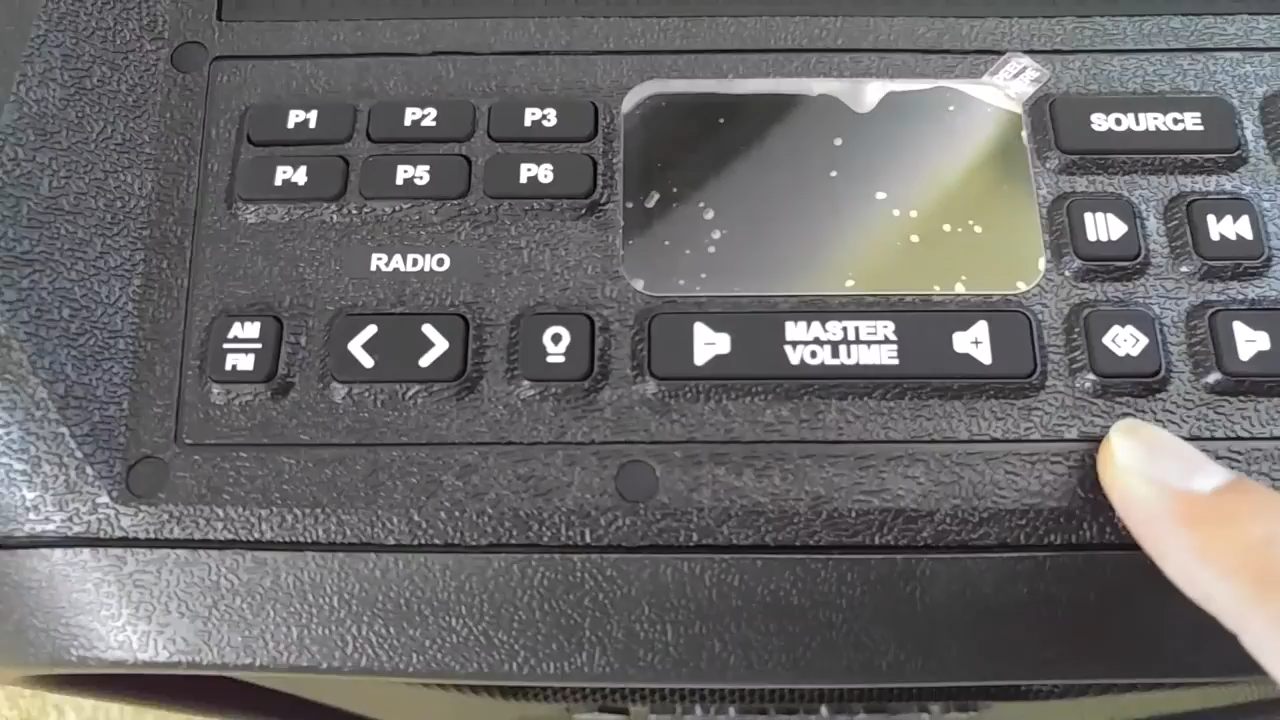 P1 P2 P3
P4 P5 P6
SOURCE
RADIO
AM
FM
MASTER
VOLUME